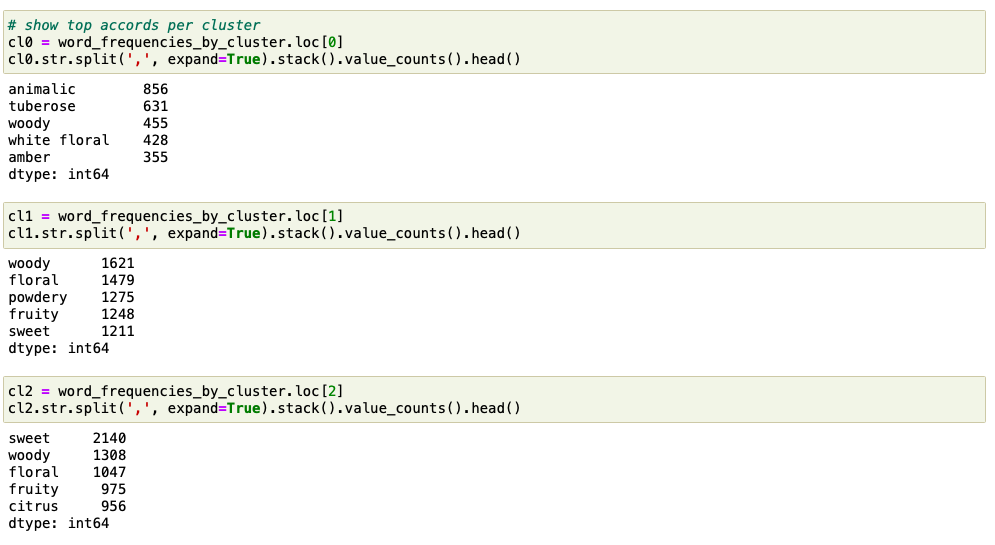 # show top accords per cluster
cl0 = word_frequencies_by_cluster.loc[0]
cl0.str.split(',', expand=True).stack().value_counts().head()
animalic        856
tuberose        631
woody           455
white floral    428
amber           355
dtype: int64
cl1 = word_frequencies_by_cluster.loc[1]
cl1.str.split(',', expand=True).stack().value_counts().head()
woody      1621
floral     1479
powdery    1275
fruity     1248
sweet      1211
dtype: int64
cl2 = word_frequencies_by_cluster.loc[2]
cl2.str.split(',', expand=True).stack().value_counts().head()
sweet     2140
woody     1308
floral    1047
fruity     975
citrus     956
dtype: int64